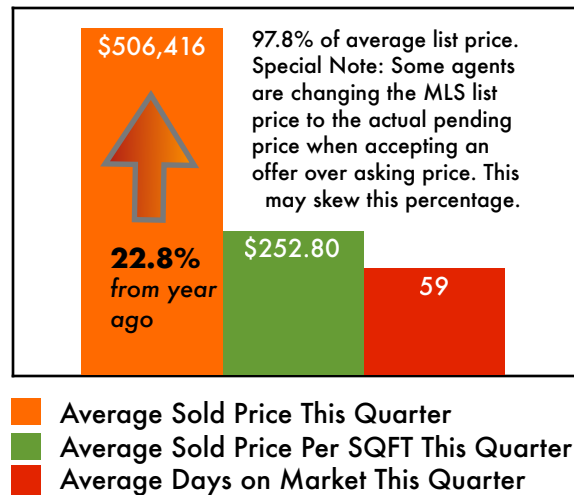 $506,416
97.8% of average list price.
Special Note: Some agents
are changing the MLS list
price to the actual pending
price when accepting an
offer over asking price. This
may skew this percentage.
22.8%
from year
ago
$252.80
59
Average Sold Price This Quarter
Average Sold Price Per SQFT This Quarter
Average Days on Market This Quarter